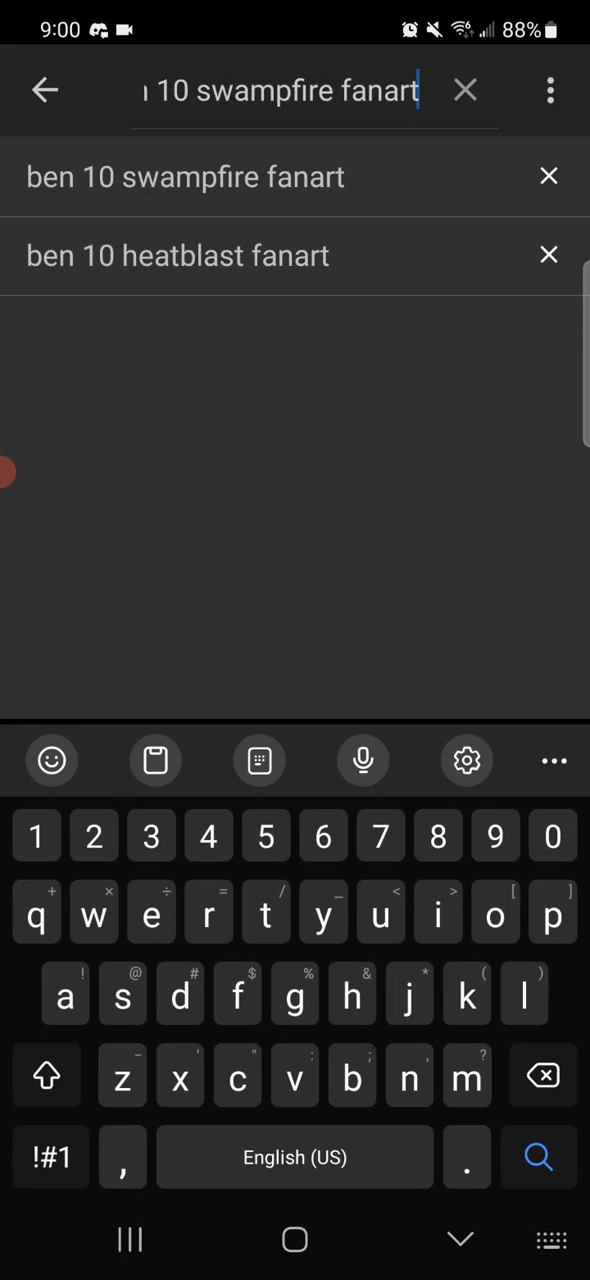 9:00 88%
10 swampfire fanart
ben 10 swampfire fanart
ben 10 heatblast fanart
1 2 3 4 5 6 7 8 9 0
+ × ÷ = / _ < > [ ]
q w e r t y u i o p
! @ # $ % & * ( )
a s d f g h j k l
- ' " : ; , ?
z x c v b n m
!#1 , English (US) .